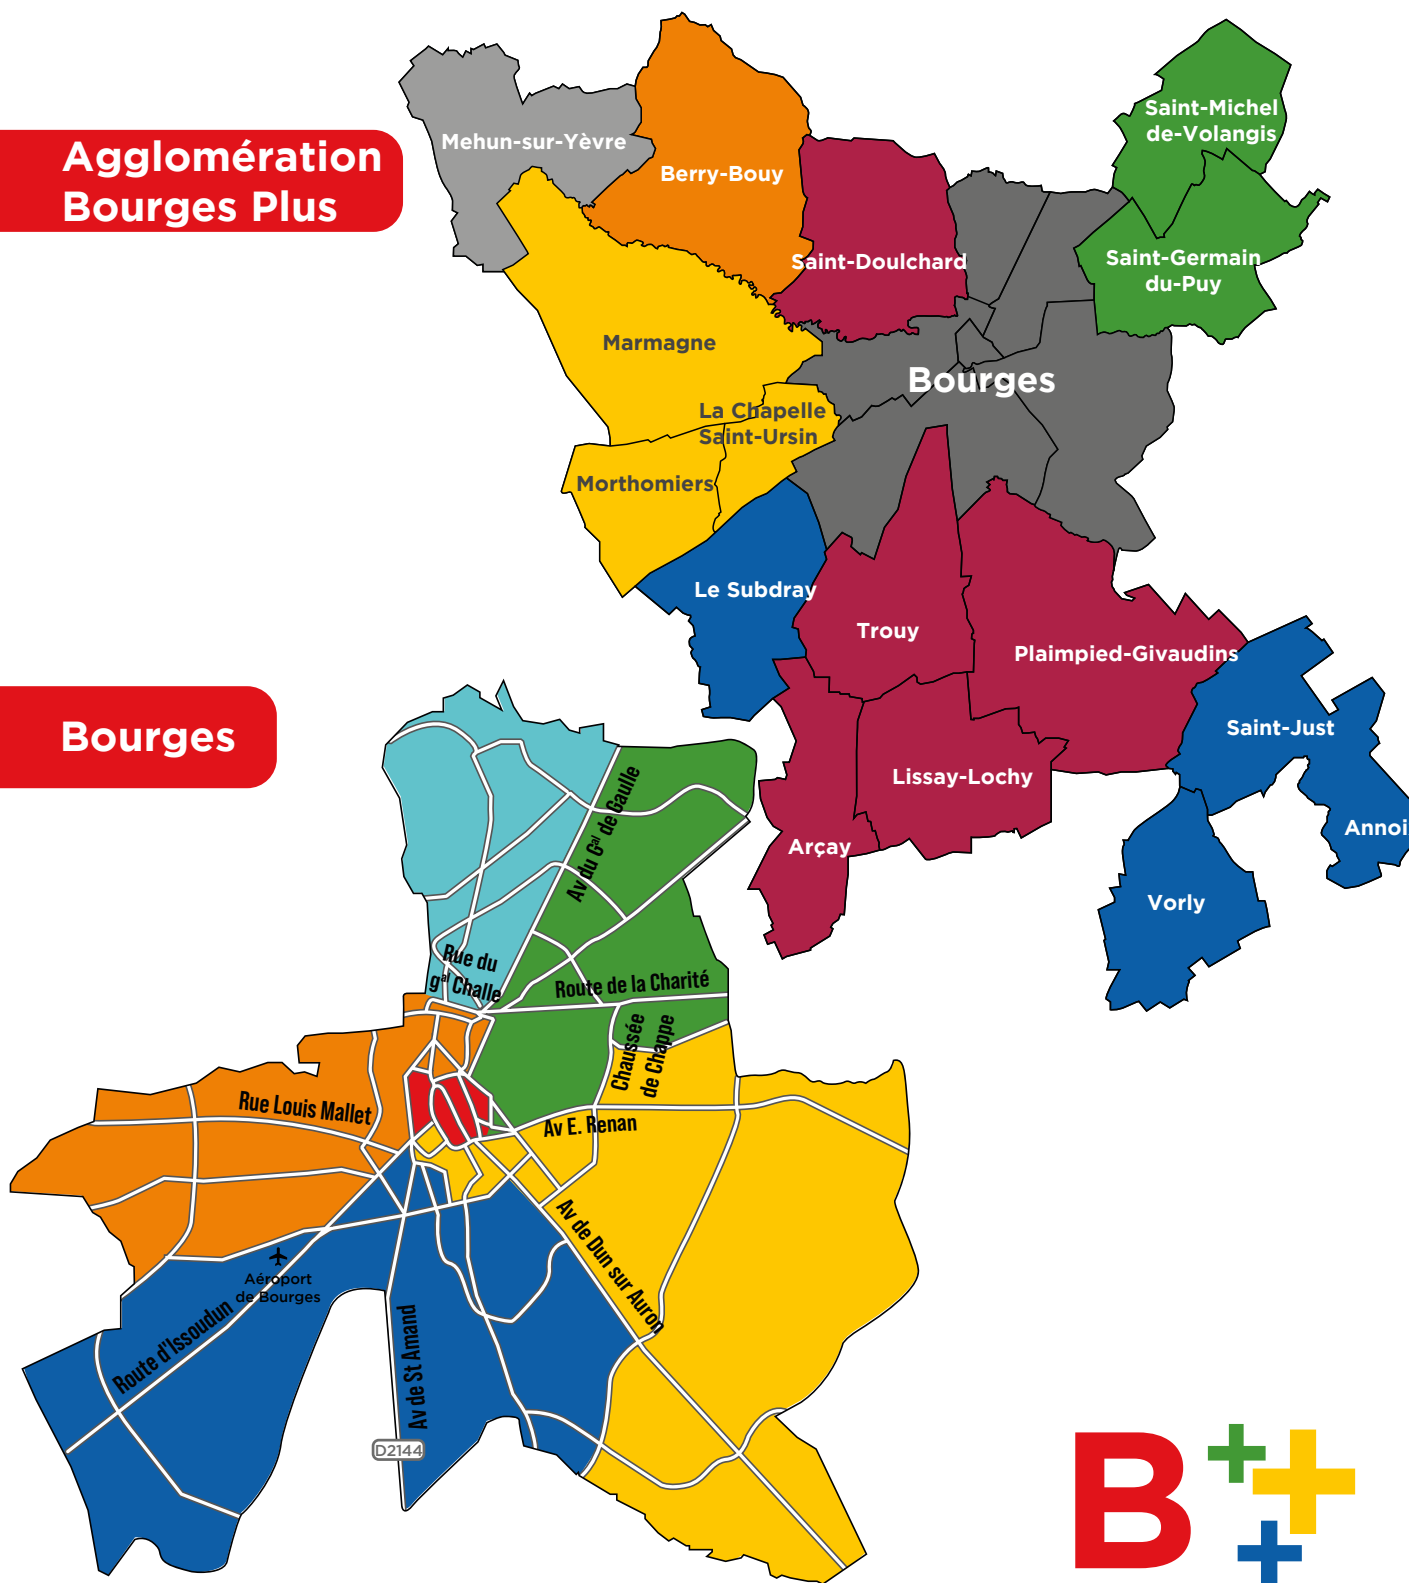 Agglomération
Bourges Plus
Mehun-sur-Yèvre
Berry-Bouy
Saint-Michel
de-Volangis
Saint-Doulchard
Saint-Germain
du-Puy
Marmagne
Bourges
La Chapelle
Saint-Ursin
Morthomiers
Le Subdray
Trouy
Plaimpied-Givaudins
Saint-Just
Lissay-Lochy
Annoi
Arçay
Vorly
Bourges
Av du Gal de Gaulle
Rue du
gal Challe
Route de la Charité
Chaussée
de Chappe
Rue Louis Mallet
Av E. Renan
Av de Dun sur Auron
Aéroport
de Bourges
Route d'Issoudun
Av de St Amand
D2144
B+++